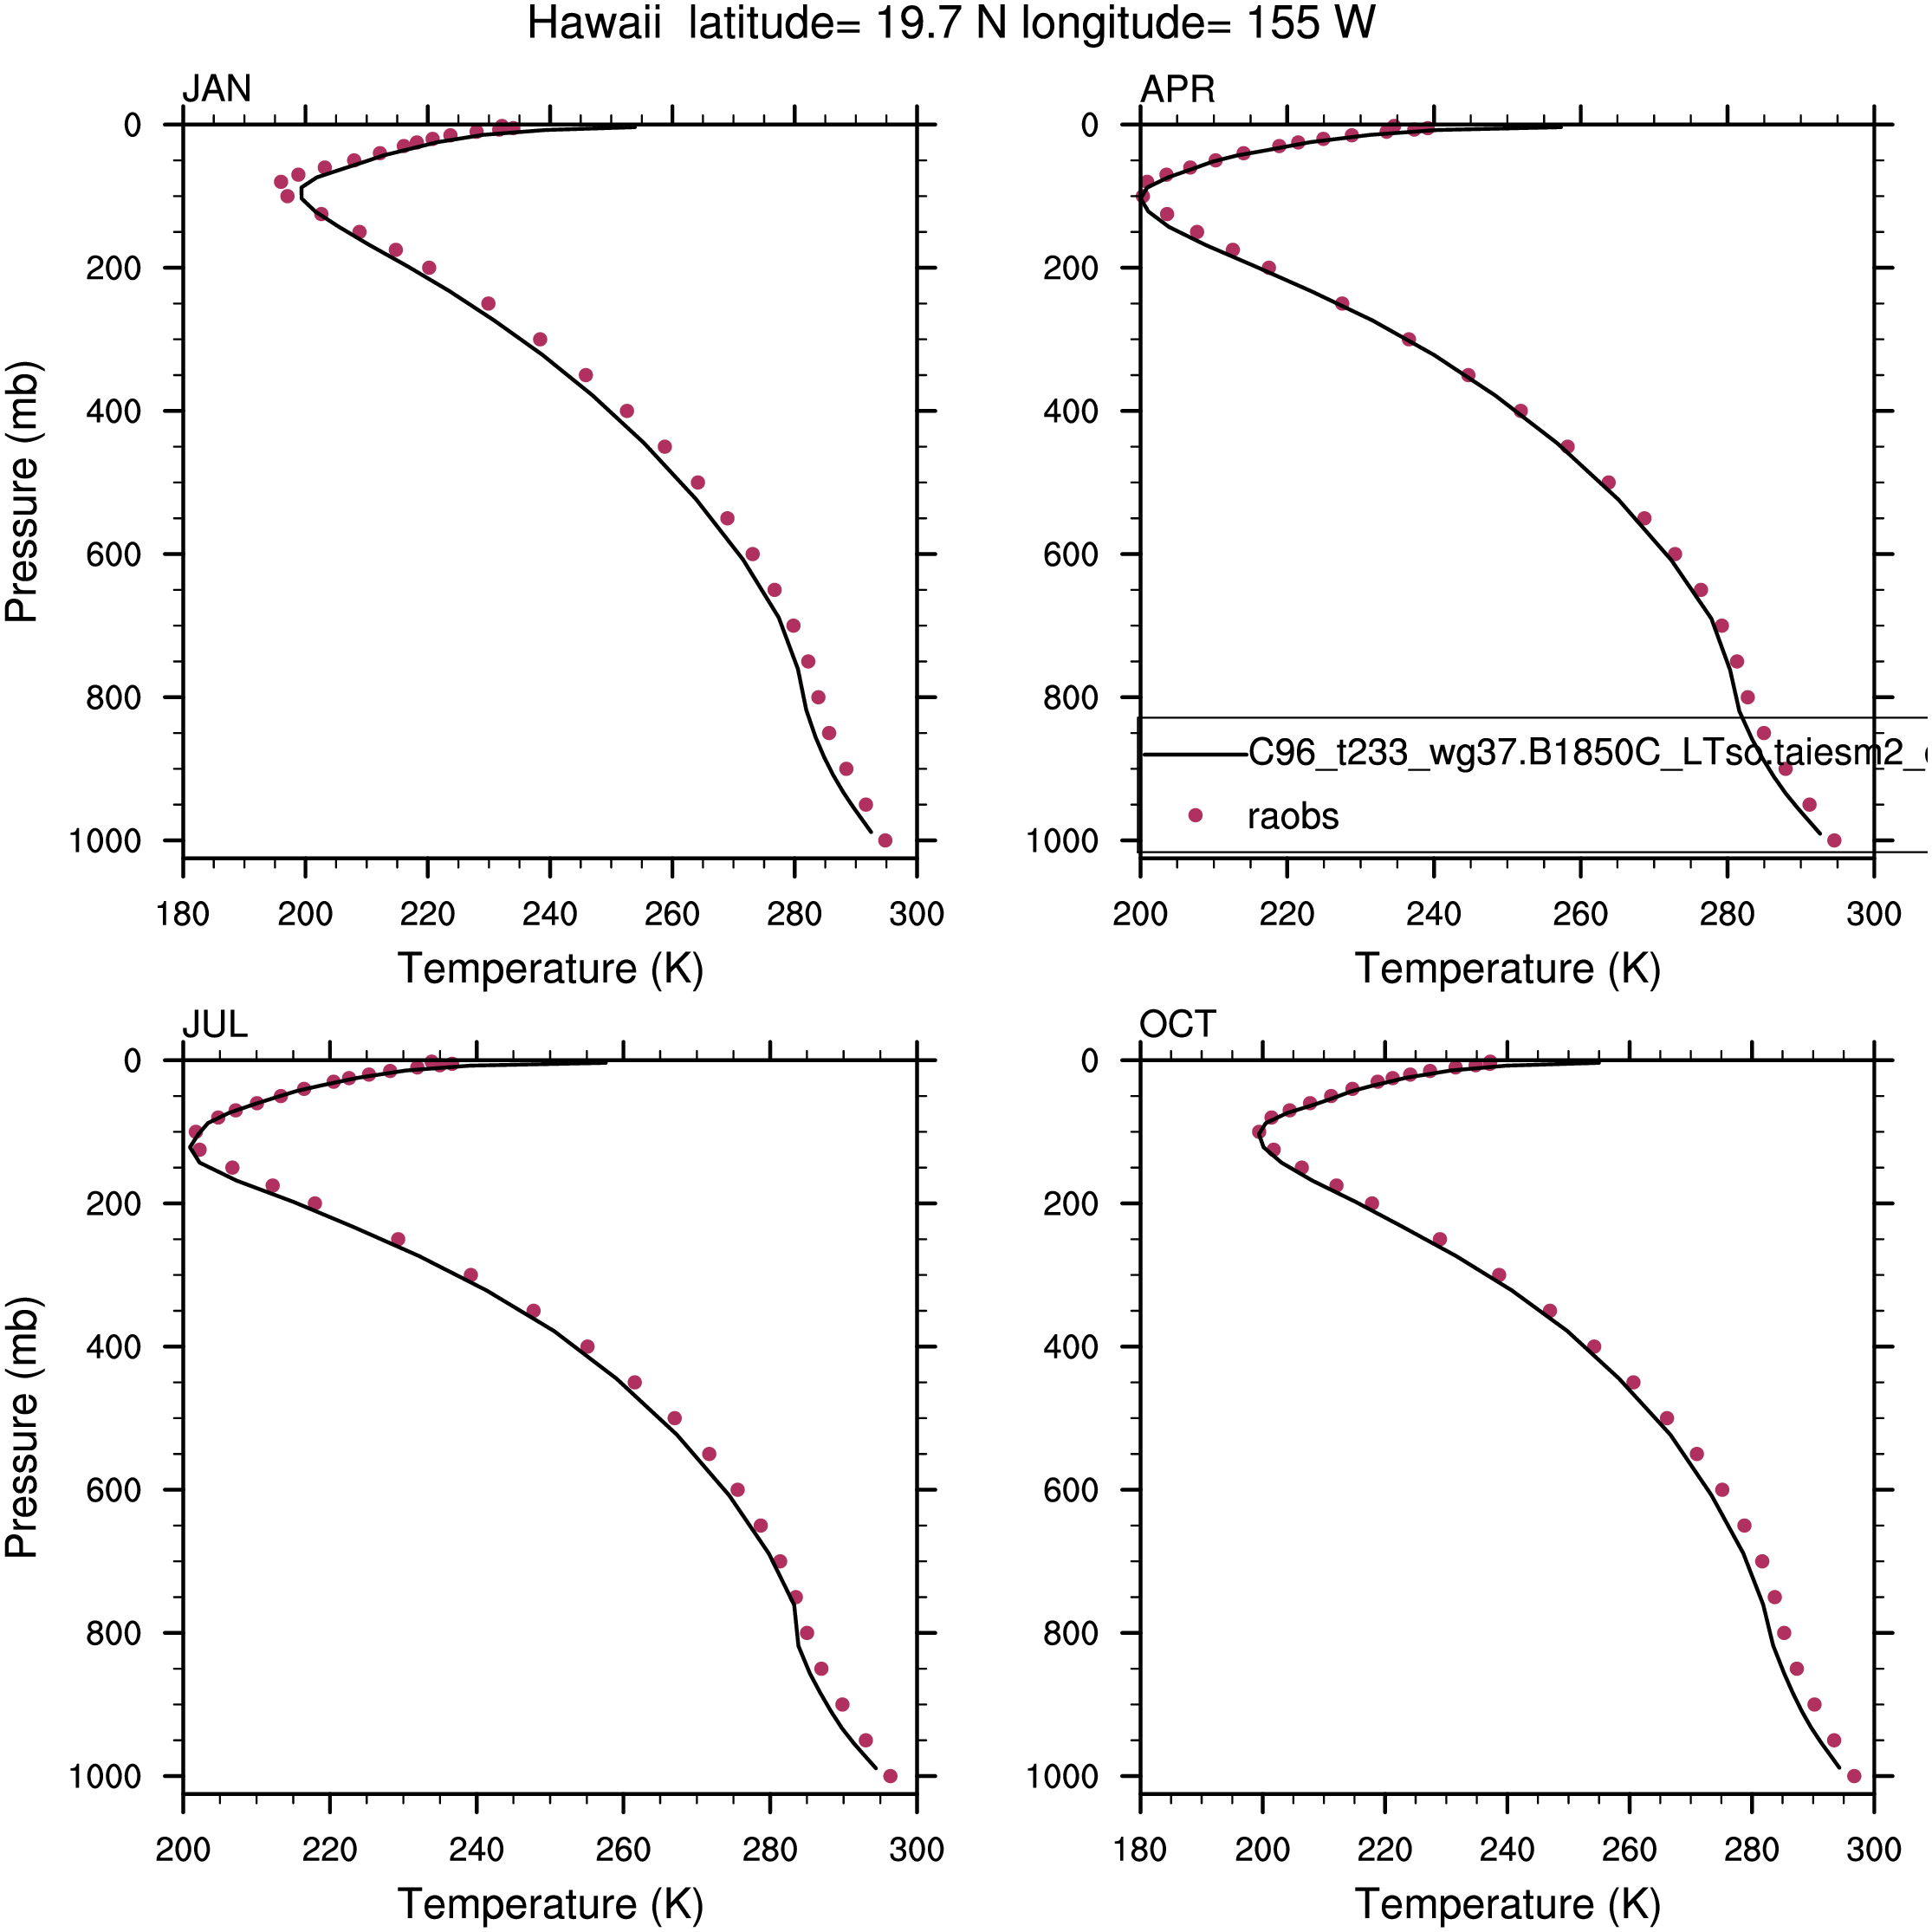 Hawaii latitude= 19.7 N longitude= 155 W
JAN
0
200
400
600
800
1000
Pressure (mb)
180 200 220 240 260 280 300
Temperature (K)
APR
0
200
400
600
800
1000
C96_t233_wg37.B1850C_LTso.taiesm2_
raobs
200 220 240 260 280 300
Temperature (K)
JUL
0
200
400
600
800
1000
Pressure (mb)
200 220 240 260 280 300
Temperature (K)
OCT
0
200
400
600
800
1000
180 200 220 240 260 280 300
Temperature (K)